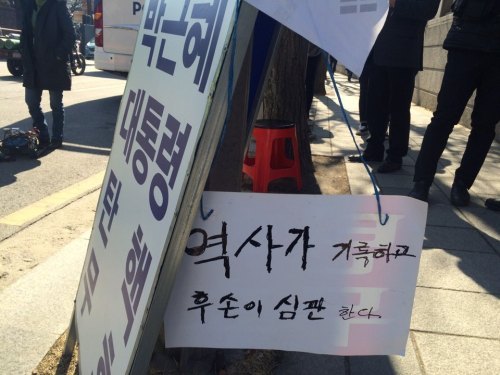 박근혜
대통령
탄핵
역사가 기록하고
후손이 심판 한다.